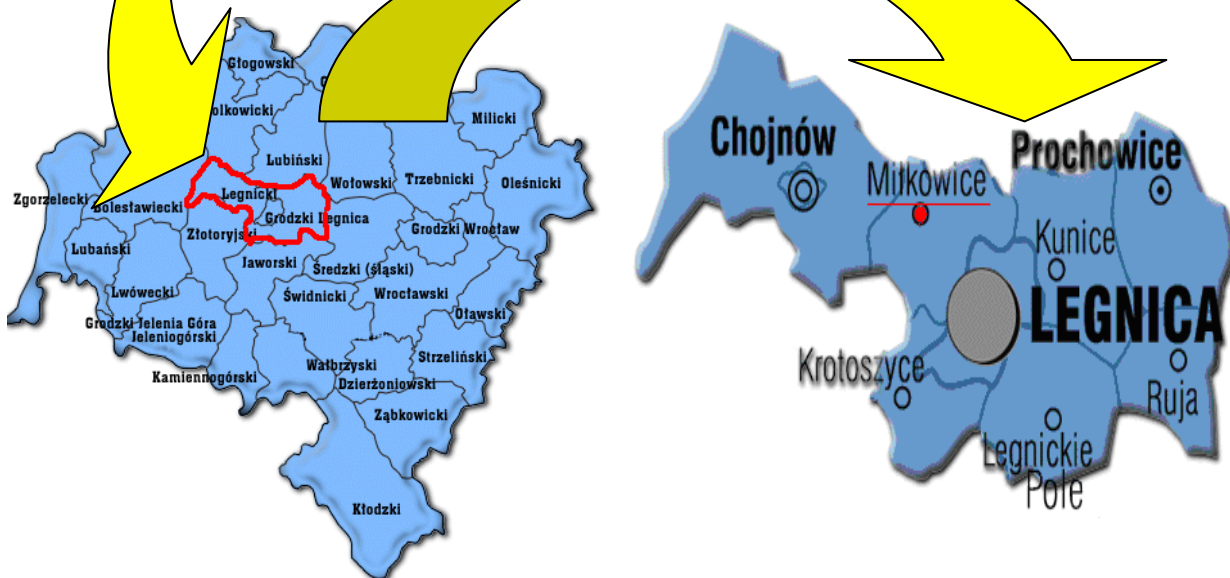 Głogowski
G
olkowicki
Milicki
Lubiński
Wołowski
Trzebnicki
Oleśnicki
Zgorzelecki
Bolesławiecki
Legnicki
Grodzki Legnica
Złotoryjski
Grodzki Wrocław
Lubański
Jaworski
Średzki (śląski)
Lwówecki
Świdnicki
Wrocławski
Oławski
Grodzki Jelenia Góra
Jeleniogórski
Strzeliński
Wałbrzyski
Kamiennogórski
Dzierżoniowski
Ząbkowicki
Kłodzki
Chojnów
Prochowice
Miłkowice
Kunice
LEGNICA
Krotoszyce
Ruja
Legnickie
Pole